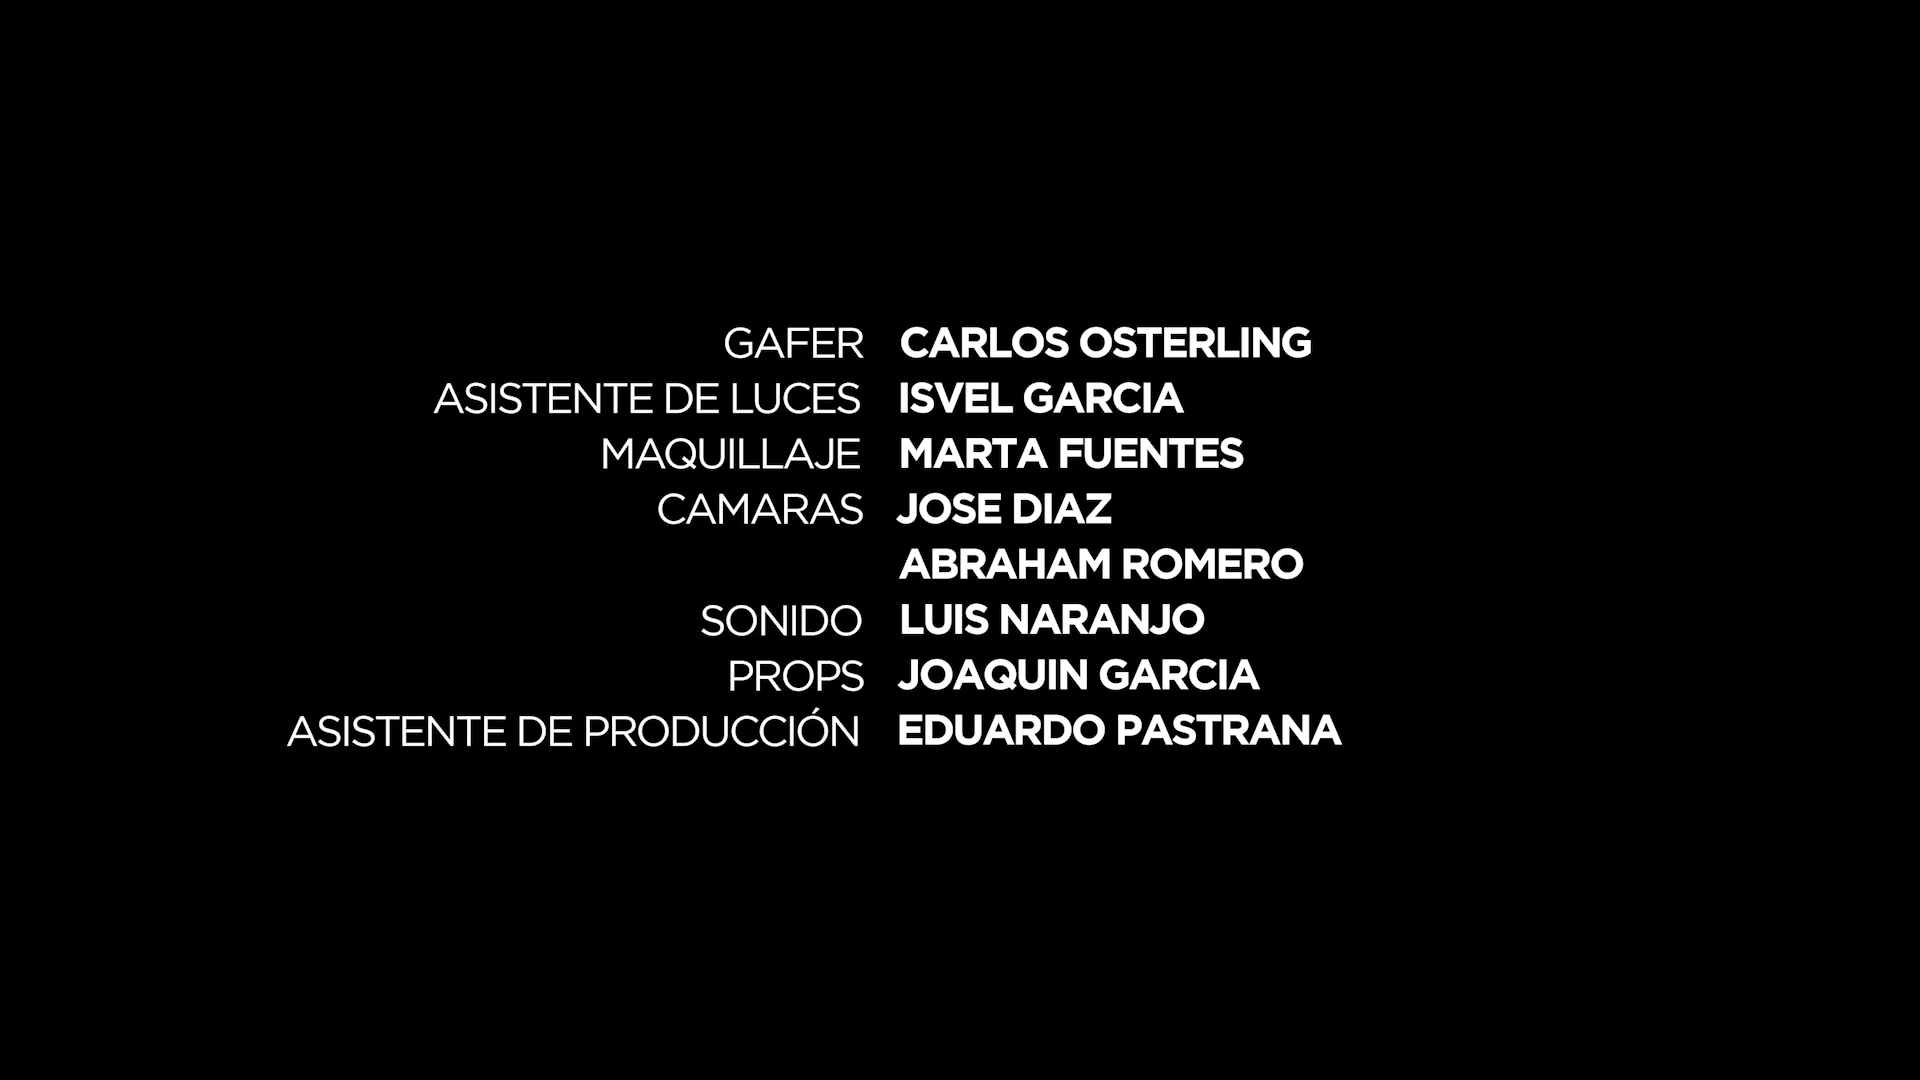 GAFER CARLOS OSTERLING
ASISTENTE DE LUCES ISVEL GARCIA
MAQUILLAJE MARTA FUENTES
CAMARAS JOSE DIAZ
ABRAHAM ROMERO
SONIDO LUIS NARANJO
PROPS JOAQUIN GARCIA
ASISTENTE DE PRODUCCIÓN EDUARDO PASTRANA